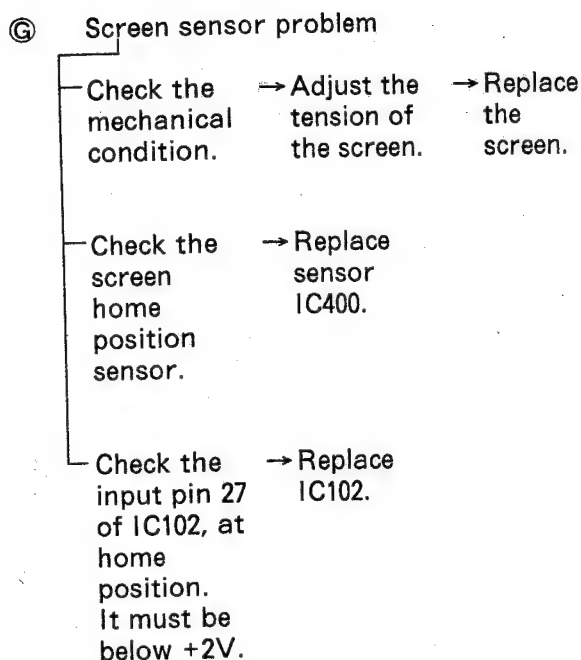 Ⓖ Screen sensor problem
Check the mechanical condition. → Adjust the tension of the screen. → Replace the screen.
Check the screen home position sensor. → Replace sensor IC400.
Check the input pin 27 of IC102, at home position. It must be below +2V. → Replace IC102.